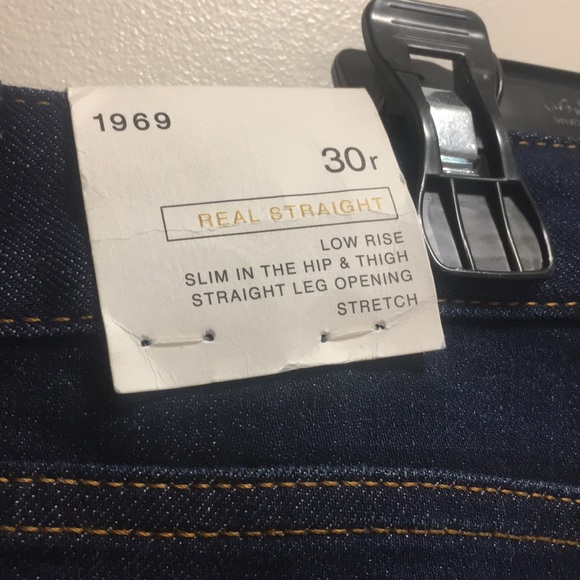 1969
30r
REAL STRAIGHT
LOW RISE
SLIM IN THE HIP & THIGH
STRAIGHT LEG OPENING
STRETCH